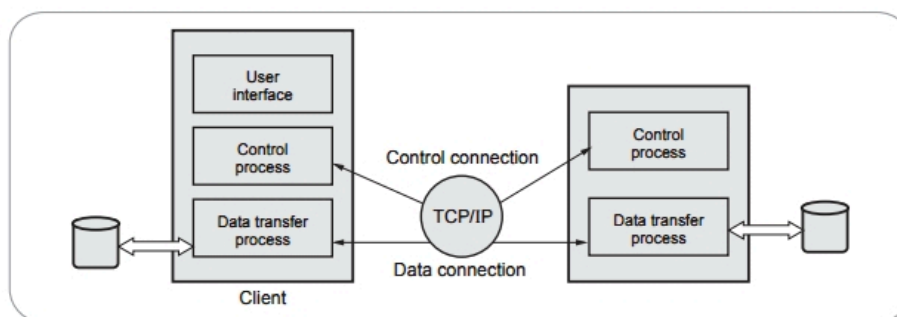 User
interface
Control
process
Data transfer
process
Client
Control connection
TCP/IP
Data connection
Control
process
Data transfer
process